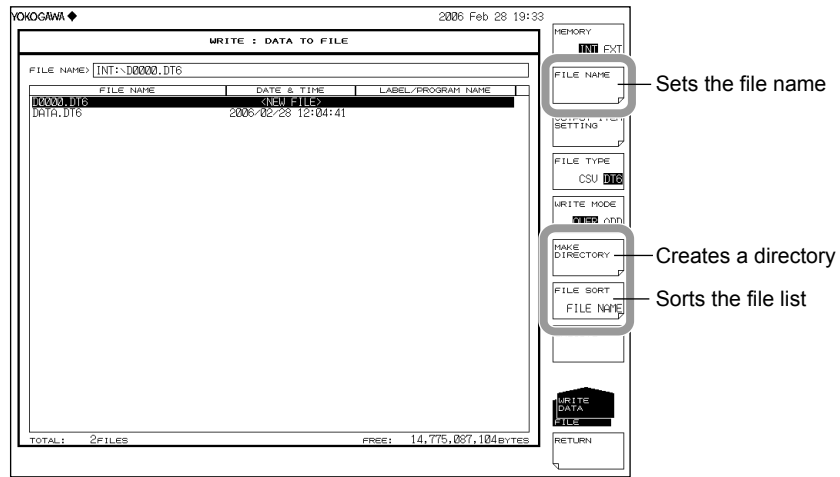 YOKOGAWA ◆ 2006 Feb 28 19:33
WRITE : DATA TO FILE
FILE NAME> INT:\D0000.DT6
FILE NAME DATE & TIME LABEL/PROGRAM NAME
D0000.DT6 <NEW FILE>
DATA.DT6 2006/02/28 12:04:41
TOTAL: 2FILES FREE: 14,775,087,104BYTES
MEMORY
INT EXT
FILE NAME
SETTING
FILE TYPE
CSV DT6
WRITE MODE
OVER ADD
MAKE
DIRECTORY
FILE SORT
FILE NAME
WRITE
DATA
FILE
RETURN
Sets the file name
Creates a directory
Sorts the file list